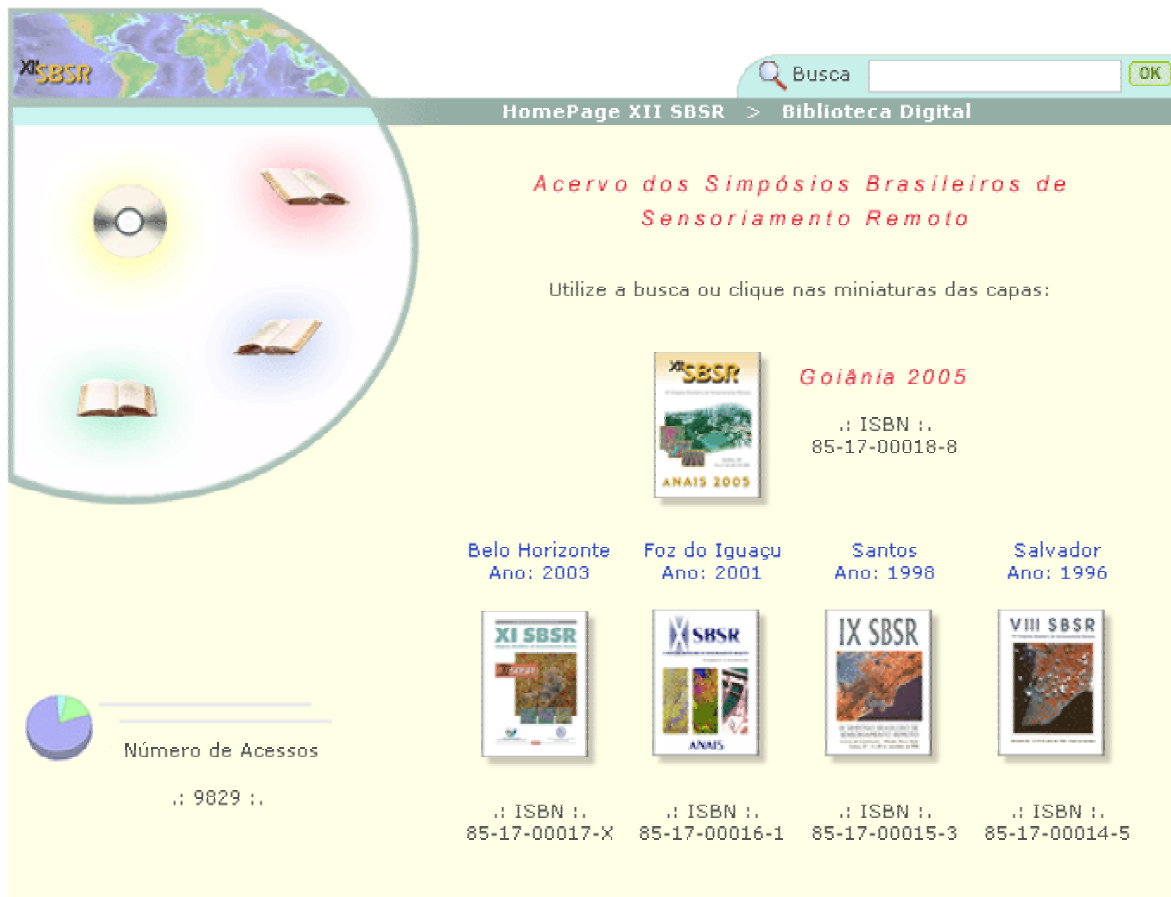 XII SBSR
Busca
OK
HomePage XII SBSR > Biblioteca Digital
Acervo dos Simpósios Brasileiros de
Sensoriamento Remoto
Utilize a busca ou clique nas miniaturas das capas:
XII SBSR
ANAIS 2005
Goiânia 2005
.: ISBN :.
85-17-00018-8
Belo Horizonte
Ano: 2003
Foz do Iguaçu
Ano: 2001
Santos
Ano: 1998
Salvador
Ano: 1996
XI SBSR
X SBSR
ANAIS
IX SBSR
VIII SBSR
Número de Acessos
.: 9829 :.
.: ISBN :.
85-17-00017-X
.: ISBN :.
85-17-00016-1
.: ISBN :.
85-17-00015-3
.: ISBN :.
85-17-00014-5